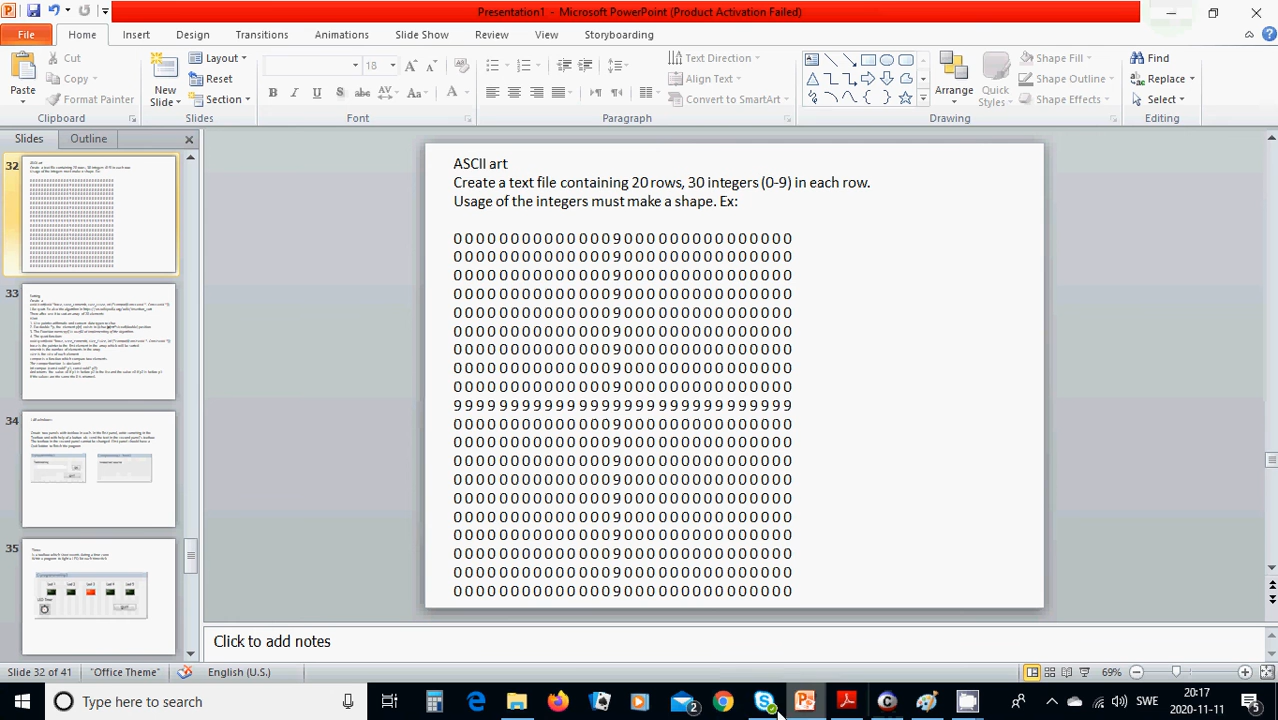 Presentation1 - Microsoft PowerPoint (Product Activation Failed)
File Home Insert Design Transitions Animations Slide Show Review View Storyboarding
Cut
Copy
Format Painter
Paste
Clipboard
New Slide
Layout
Reset
Section
Slides
18
Font
Paragraph
Text Direction
Align Text
Convert to SmartArt
Arrange
Quick Styles
Drawing
Shape Fill
Shape Outline
Shape Effects
Find
Replace
Select
Editing
Slides Outline
32
33
34
35
ASCII art
Create a text file containing 20 rows, 30 integers (0-9) in each row.
Usage of the integers must make a shape. Ex:
0 0 0 0 0 0 0 0 0 0 0 0 0 0 9 0 0 0 0 0 0 0 0 0 0 0 0 0 0 0
0 0 0 0 0 0 0 0 0 0 0 0 0 0 9 0 0 0 0 0 0 0 0 0 0 0 0 0 0 0
0 0 0 0 0 0 0 0 0 0 0 0 0 0 9 0 0 0 0 0 0 0 0 0 0 0 0 0 0 0
0 0 0 0 0 0 0 0 0 0 0 0 0 0 9 0 0 0 0 0 0 0 0 0 0 0 0 0 0 0
0 0 0 0 0 0 0 0 0 0 0 0 0 0 9 0 0 0 0 0 0 0 0 0 0 0 0 0 0 0
0 0 0 0 0 0 0 0 0 0 0 0 0 0 9 0 0 0 0 0 0 0 0 0 0 0 0 0 0 0
0 0 0 0 0 0 0 0 0 0 0 0 0 0 9 0 0 0 0 0 0 0 0 0 0 0 0 0 0 0
0 0 0 0 0 0 0 0 0 0 0 0 0 0 9 0 0 0 0 0 0 0 0 0 0 0 0 0 0 0
0 0 0 0 0 0 0 0 0 0 0 0 0 0 9 0 0 0 0 0 0 0 0 0 0 0 0 0 0 0
9 9 9 9 9 9 9 9 9 9 9 9 9 9 9 9 9 9 9 9 9 9 9 9 9 9 9 9 9 9
0 0 0 0 0 0 0 0 0 0 0 0 0 0 9 0 0 0 0 0 0 0 0 0 0 0 0 0 0 0
0 0 0 0 0 0 0 0 0 0 0 0 0 0 9 0 0 0 0 0 0 0 0 0 0 0 0 0 0 0
0 0 0 0 0 0 0 0 0 0 0 0 0 0 9 0 0 0 0 0 0 0 0 0 0 0 0 0 0 0
0 0 0 0 0 0 0 0 0 0 0 0 0 0 9 0 0 0 0 0 0 0 0 0 0 0 0 0 0 0
0 0 0 0 0 0 0 0 0 0 0 0 0 0 9 0 0 0 0 0 0 0 0 0 0 0 0 0 0 0
0 0 0 0 0 0 0 0 0 0 0 0 0 0 9 0 0 0 0 0 0 0 0 0 0 0 0 0 0 0
0 0 0 0 0 0 0 0 0 0 0 0 0 0 9 0 0 0 0 0 0 0 0 0 0 0 0 0 0 0
0 0 0 0 0 0 0 0 0 0 0 0 0 0 9 0 0 0 0 0 0 0 0 0 0 0 0 0 0 0
0 0 0 0 0 0 0 0 0 0 0 0 0 0 9 0 0 0 0 0 0 0 0 0 0 0 0 0 0 0
0 0 0 0 0 0 0 0 0 0 0 0 0 0 9 0 0 0 0 0 0 0 0 0 0 0 0 0 0 0
Click to add notes
Slide 32 of 41 "Office Theme" English (U.S.) 69%
Type here to search
SWE
20:17
2020-11-11